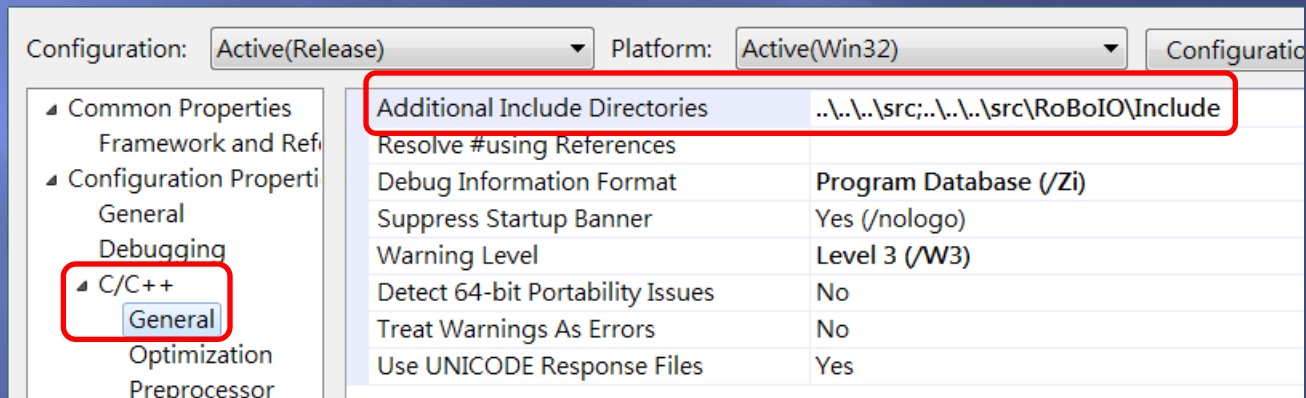 Configuration: Active(Release) Platform: Active(Win32) Configuratio
Common Properties
Framework and Refe
Configuration Properti
General
Debugging
C/C++
General
Optimization
Preprocessor
Additional Include Directories ..\..\..\src;..\..\..\src\RoBoIO\Include
Resolve #using References
Debug Information Format Program Database (/Zi)
Suppress Startup Banner Yes (/nologo)
Warning Level Level 3 (/W3)
Detect 64-bit Portability Issues No
Treat Warnings As Errors No
Use UNICODE Response Files Yes